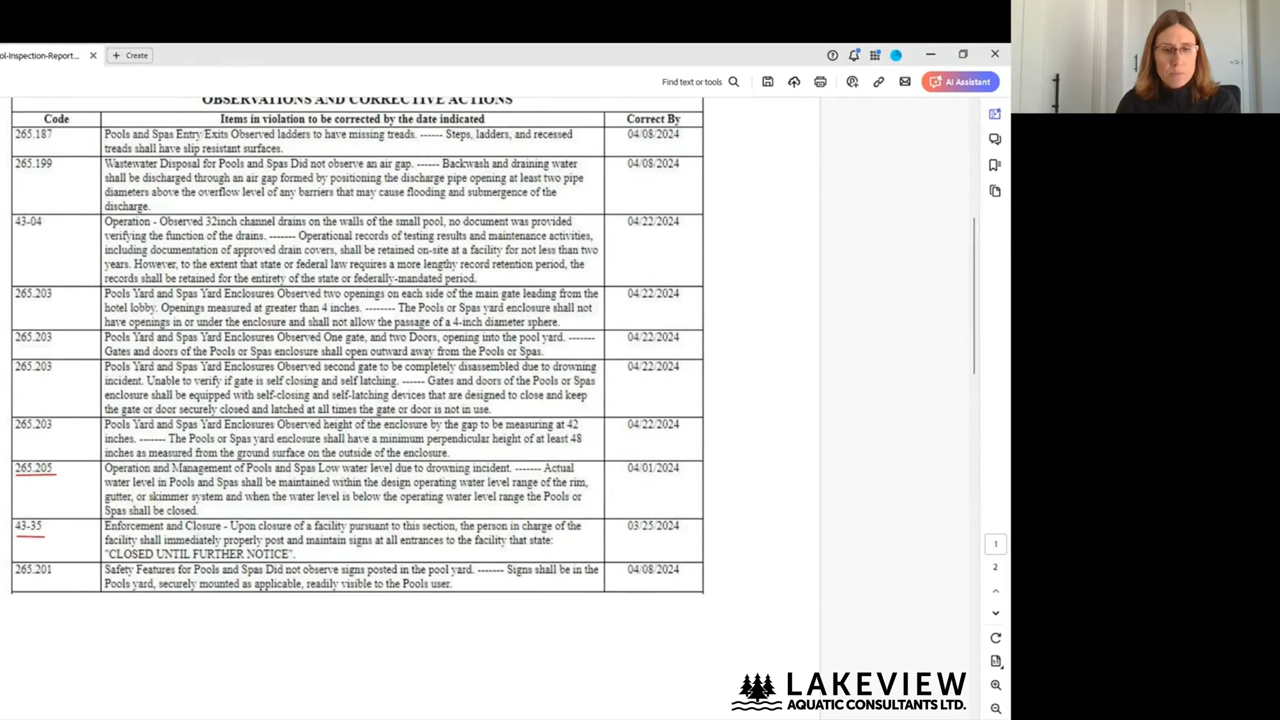 ol-Inspection-Report...
Create
Find text or tools
AI Assistant
OBSERVATIONS AND CORRECTIVE ACTIONS
Code Items in violation to be corrected by the date indicated Correct By
265.187 Pools and Spas Entry/Exits Observed ladders to have missing treads. ------ Steps, ladders, and recessed 04/08/2024
treads shall have slip resistant surfaces.
265.199 Wastewater Disposal for Pools and Spas Did not observe an air gap. ------ Backwash and draining water 04/08/2024
shall be discharged through an air gap formed by positioning the discharge pipe opening at least two pipe
diameters above the overflow level of any barriers that may cause flooding and submergence of the
discharge.
43-04 Operation - Observed 32inch channel drains on the walls of the small pool, no document was provided 04/22/2024
verifying the function of the drains. ------- Operational records of testing results and maintenance activities,
including documentation of approved drain covers, shall be retained on-site at a facility for not less than two
years. However, to the extent that state or federal law requires a more lengthy record retention period, the
records shall be retained for the entirety of the state or federally-mandated period.
265.203 Pools Yard and Spas Yard Enclosures Observed two openings on each side of the main gate leading from the 04/22/2024
hotel lobby. Openings measured at greater than 4 inches. -------- The Pools or Spas yard enclosure shall not
have openings in or under the enclosure and shall not allow the passage of a 4-inch diameter sphere.
265.203 Pools Yard and Spas Yard Enclosures Observed One gate, and two Doors, opening into the pool yard. ------- 04/22/2024
Gates and doors of the Pools or Spas enclosure shall open outward away from the Pools or Spas.
265.203 Pools Yard and Spas Yard Enclosures Observed second gate to be completely disassembled due to drowning 04/22/2024
incident. Unable to verify if gate is self closing and self latching. ------ Gates and doors of the Pools or Spas
enclosure shall be equipped with self-closing and self-latching devices that are designed to close and keep
the gate or door securely closed and latched at all times the gate or door is not in use.
265.203 Pools Yard and Spas Yard Enclosures Observed height of the enclosure by the gap to be measuring at 42 04/22/2024
inches. ------- The Pools or Spas yard enclosure shall have a minimum perpendicular height of at least 48
inches as measured from the ground surface on the outside of the enclosure.
265.205 Operation and Management of Pools and Spas Low water level due to drowning incident. ------- Actual 04/01/2024
water level in Pools and Spas shall be maintained within the design operating water level range of the rim,
gutter, or skimmer system and when the water level is below the operating water level range the Pools or
Spas shall be closed.
43-35 Enforcement and Closure - Upon closure of a facility pursuant to this section, the person in charge of the 03/25/2024
facility shall immediately properly post and maintain signs at all entrances to the facility that state:
"CLOSED UNTIL FURTHER NOTICE".
265.201 Safety Features for Pools and Spas Did not observe signs posted in the pool yard. ------- Signs shall be in the 04/08/2024
Pools yard, securely mounted as applicable, readily visible to the Pools user.
1
2
LAKEVIEW
AQUATIC CONSULTANTS LTD.